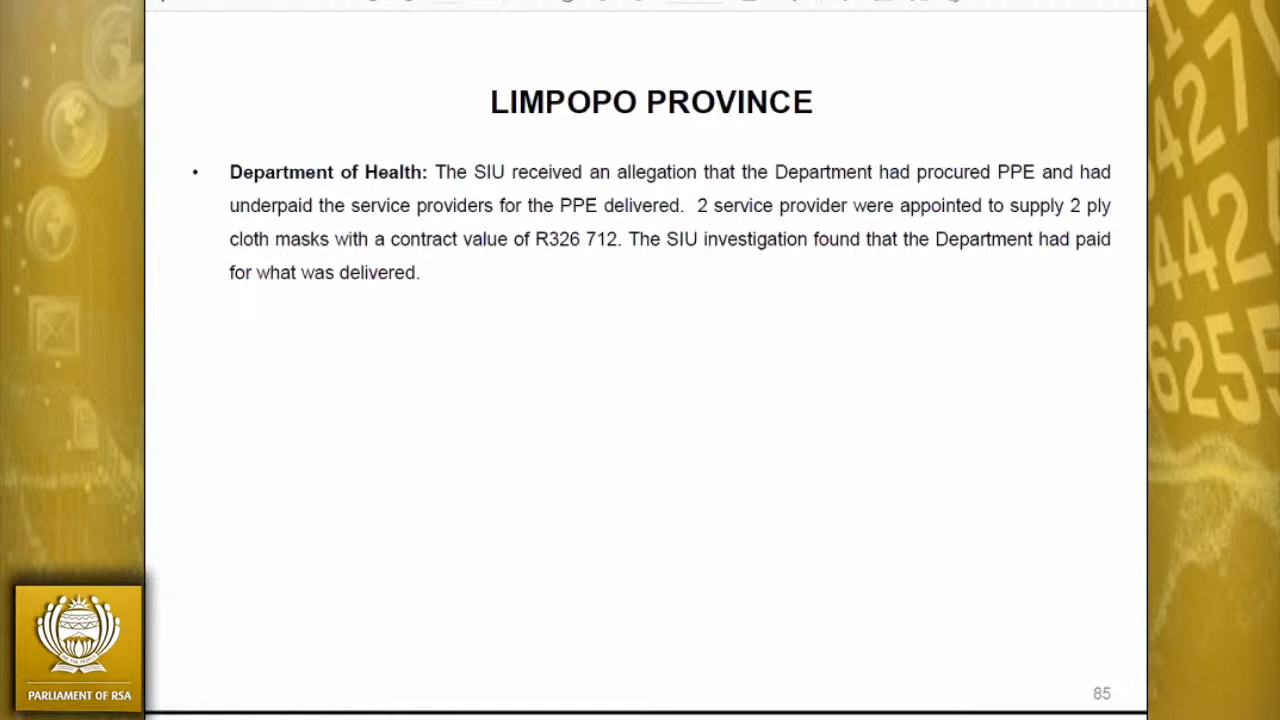 LIMPOPO PROVINCE
• Department of Health: The SIU received an allegation that the Department had procured PPE and had
underpaid the service providers for the PPE delivered.  2 service provider were appointed to supply 2 ply
cloth masks with a contract value of R326 712. The SIU investigation found that the Department had paid
for what was delivered.
PARLIAMENT OF RSA
85